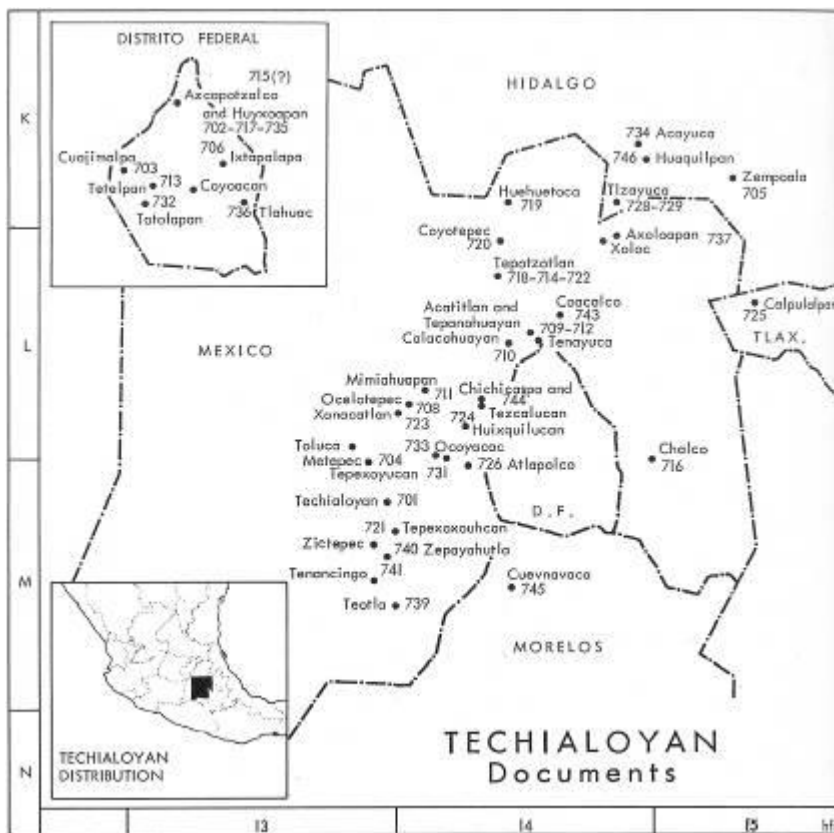 DISTRITO FEDERAL
715(?)
Azcapotzalco
and Huyxoapan
702-717-735
706
Ixtapalapa
Cuajimalpa
703
713
Tetelpan
Coyoacan
732
Totolapan
736
Tlahuac
HIDALGO
734 Acayuca
746
Huaquilpan
Zempoala
705
Huehuetoca
719
Tizayuca
728-729
Coyotepec
720
Axoloapan
737
Xoloc
Tepotzotlan
718-714-722
Coacalco
743
Calpulalpan
725
TLAX.
Acatitlan and
Tepanohuayan
709-712
Calacohuayan
710
Tenayuca
MEXICO
Mimiahuapan
711
Chichicaspa and
744
Tezcalucan
Ocelotepec
708
Xonacatlan
723
724
Huixquilucan
Toluca
733
Ocoyoacac
Metepec
704
Tepexoyucan
731
726 Atlapolco
Chalco
716
Techialoyan
701
D.F.
721
Tepexoxouhcan
Zictepec
740
Zepayahutla
Tenancingo
741
Cuevnavaca
745
Teotla
739
MORELOS
TECHIALOYAN
DISTRIBUTION
TECHIALOYAN
Documents
K
L
M
N
13
14
15